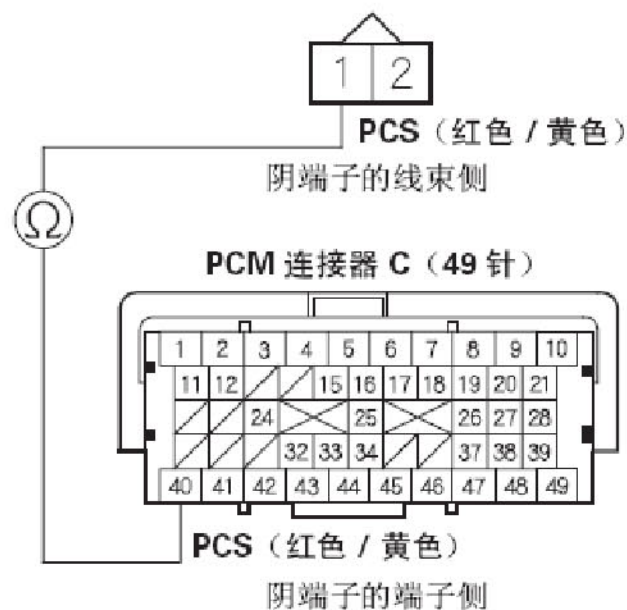 1 2
PCS（红色 / 黄色）
阴端子的线束侧
Ω
PCM 连接器 C（49 针）
1 2 3 4 5 6 7 8 9 10
11 12 15 16 17 18 19 20 21
24 25 26 27 28
32 33 34 37 38 39
40 41 42 43 44 45 46 47 48 49
PCS（红色 / 黄色）
阴端子的端子侧